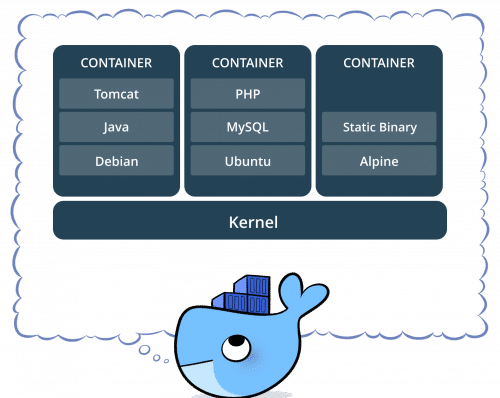 CONTAINER
Tomcat
Java
Debian
CONTAINER
PHP
MySQL
Ubuntu
CONTAINER
Static Binary
Alpine
Kernel